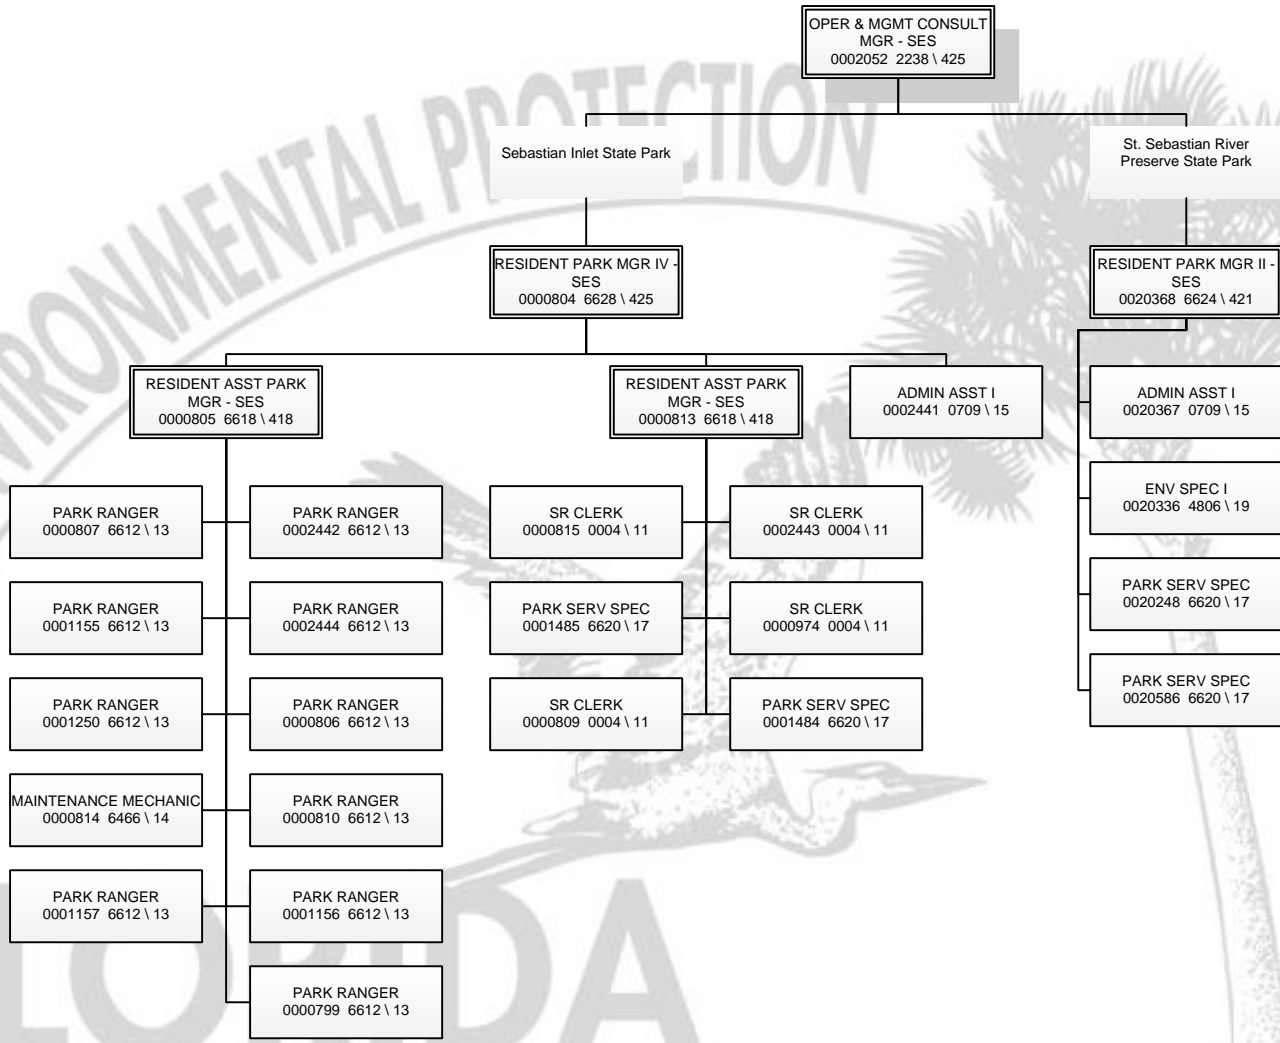 OPER & MGMT CONSULT
MGR - SES
0002052 2238 \ 425
Sebastian Inlet State Park
St. Sebastian River
Preserve State Park
RESIDENT PARK MGR IV -
SES
0000804 6628 \ 425
RESIDENT PARK MGR II -
SES
0020368 6624 \ 421
RESIDENT ASST PARK
MGR - SES
0000805 6618 \ 418
RESIDENT ASST PARK
MGR - SES
0000813 6618 \ 418
ADMIN ASST I
0002441 0709 \ 15
ADMIN ASST I
0020367 0709 \ 15
PARK RANGER
0000807 6612 \ 13
PARK RANGER
0002442 6612 \ 13
SR CLERK
0000815 0004 \ 11
SR CLERK
0002443 0004 \ 11
ENV SPEC I
0020336 4806 \ 19
PARK RANGER
0001155 6612 \ 13
PARK RANGER
0002444 6612 \ 13
PARK SERV SPEC
0001485 6620 \ 17
SR CLERK
0000974 0004 \ 11
PARK SERV SPEC
0020248 6620 \ 17
PARK RANGER
0001250 6612 \ 13
PARK RANGER
0000806 6612 \ 13
SR CLERK
0000809 0004 \ 11
PARK SERV SPEC
0001484 6620 \ 17
PARK SERV SPEC
0020586 6620 \ 17
MAINTENANCE MECHANIC
0000814 6466 \ 14
PARK RANGER
0000810 6612 \ 13
PARK RANGER
0001157 6612 \ 13
PARK RANGER
0001156 6612 \ 13
PARK RANGER
0000799 6612 \ 13
ENVIRONMENTAL PROTECTION
FLORIDA